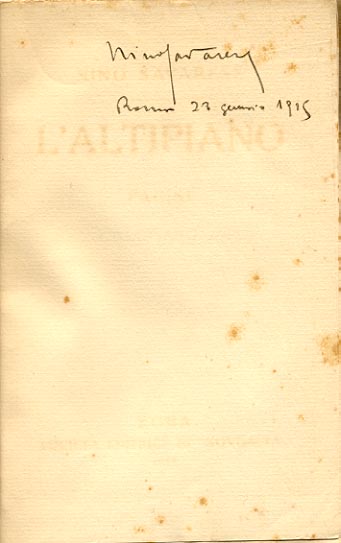 Nino Savarese
Roma 23 gennaio 1915
NINO SAVARESE
L'ALTIPIANO
ROMA